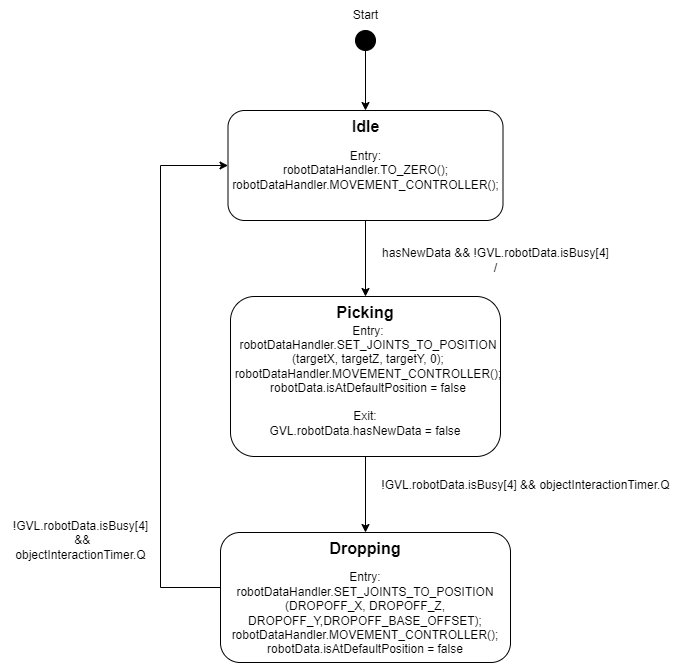 Start
Idle
Entry:
robotDataHandler.TO_ZERO();
robotDataHandler.MOVEMENT_CONTROLLER();
hasNewData && !GVL.robotData.isBusy[4]
/
Picking
Entry:
robotDataHandler.SET_JOINTS_TO_POSITION
(targetX, targetZ, targetY, 0);
robotDataHandler.MOVEMENT_CONTROLLER();
robotData.isAtDefaultPosition = false
Exit:
GVL.robotData.hasNewData = false
!GVL.robotData.isBusy[4] && objectInteractionTimer.Q
!GVL.robotData.isBusy[4]
&&
objectInteractionTimer.Q
Dropping
Entry:
robotDataHandler.SET_JOINTS_TO_POSITION
(DROPOFF_X, DROPOFF_Z,
DROPOFF_Y,DROPOFF_BASE_OFFSET);
robotDataHandler.MOVEMENT_CONTROLLER();
robotData.isAtDefaultPosition = false